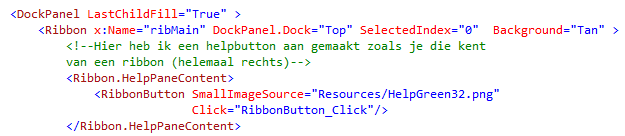 <DockPanel LastChildFill="True" >
<Ribbon x:Name="ribMain" DockPanel.Dock="Top" SelectedIndex="0"  Background="Tan" >
<!--Hier heb ik een helpbutton aan gemaakt zoals je die kent
van een ribbon (helemaal rechts)-->
<Ribbon.HelpPaneContent>
<RibbonButton SmallImageSource="Resources/HelpGreen32.png"
Click="RibbonButton_Click"/>
</Ribbon.HelpPaneContent>